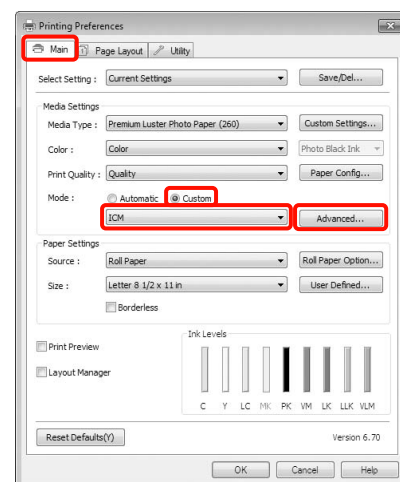 Printing Preferences
Main Page Layout Utility
Select Setting : Current Settings Save/Del...
Media Settings
Media Type : Premium Luster Photo Paper (260) Custom Settings...
Color : Color Photo Black Ink
Print Quality : Quality Paper Config...
Mode : Automatic Custom
ICM Advanced...
Paper Settings
Source : Roll Paper Roll Paper Option...
Size : Letter 8 1/2 x 11 in User Defined...
Borderless
Ink Levels
Print Preview
Layout Manager
C Y LC MK PK VM LK LLK VLM
Reset Defaults(Y) Version 6.70
OK Cancel Help